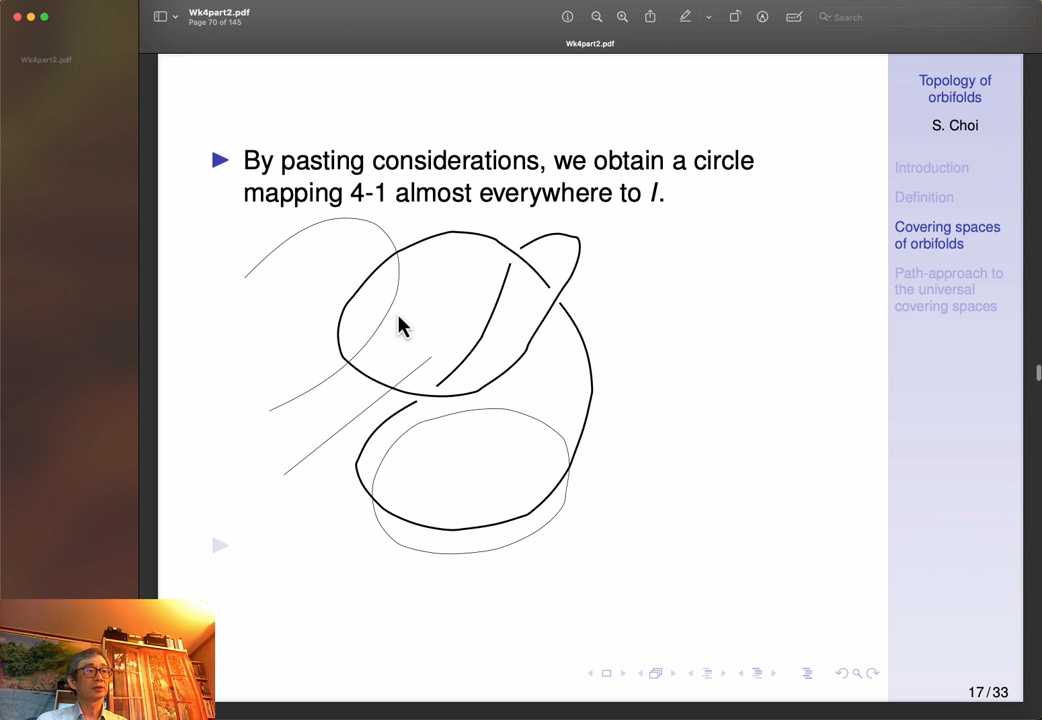 Wk4part2.pdf
Page 70 of 145
Search
Wk4part2.pdf
Wk4part2.pdf
By pasting considerations, we obtain a circle
mapping 4-1 almost everywhere to I.
Topology of
orbifolds
S. Choi
Introduction
Definition
Covering spaces
of orbifolds
Path-approach to
the universal
covering spaces
17/33